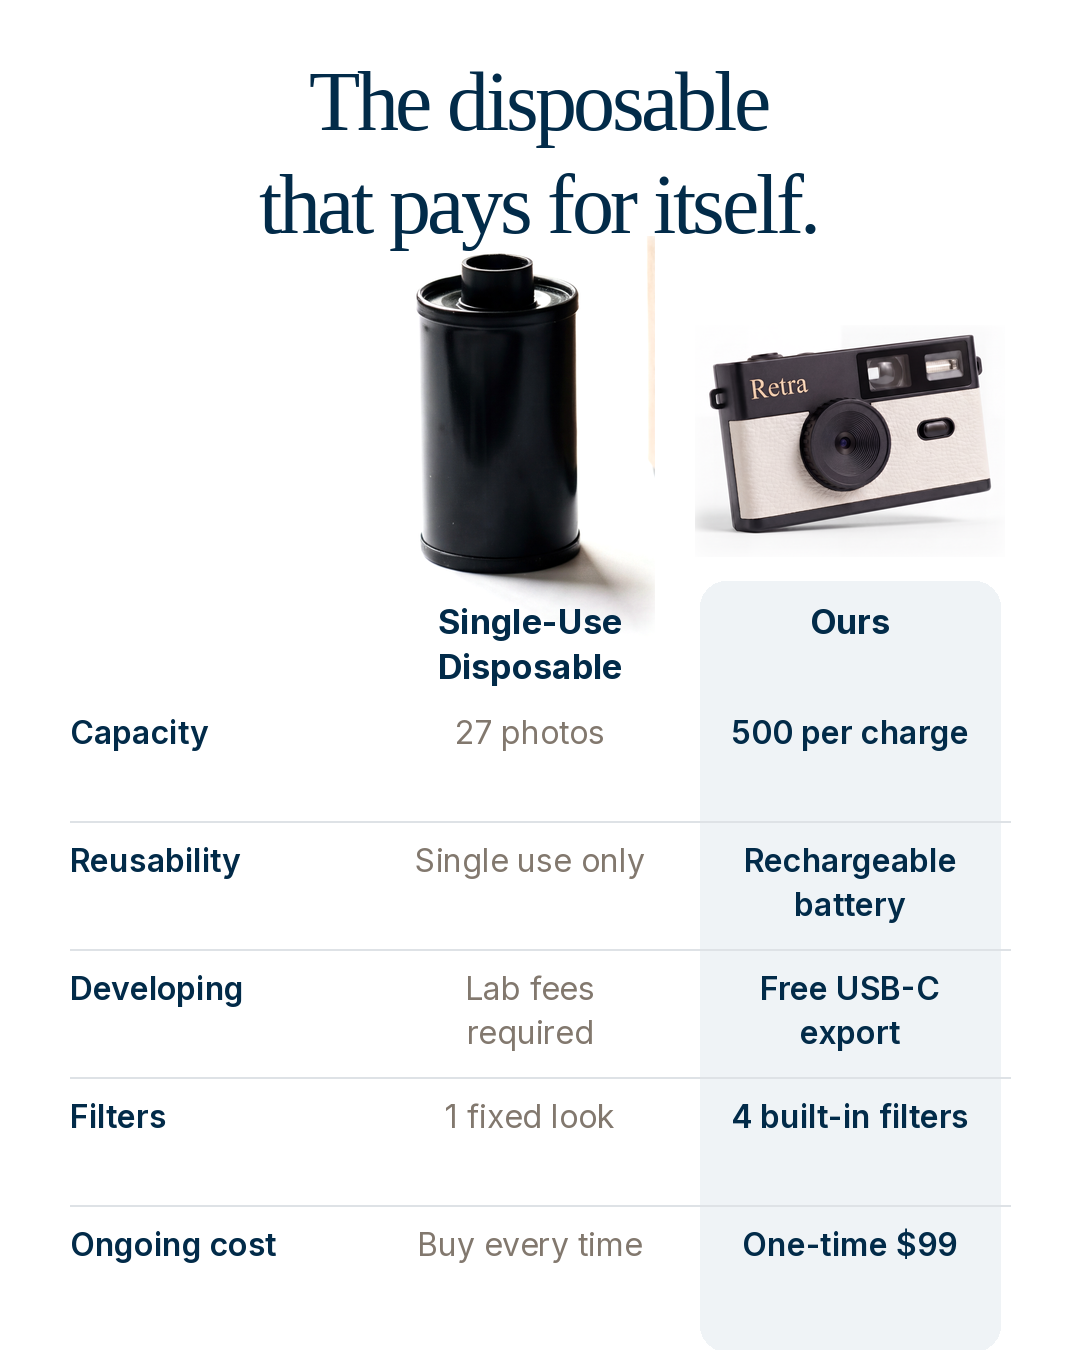 The disposable
that pays for itself.
Retra
Single-Use
Disposable
Ours
Capacity
27 photos
500 per charge
Reusability
Single use only
Rechargeable
battery
Developing
Lab fees
required
Free USB-C
export
Filters
1 fixed look
4 built-in filters
Ongoing cost
Buy every time
One-time $99